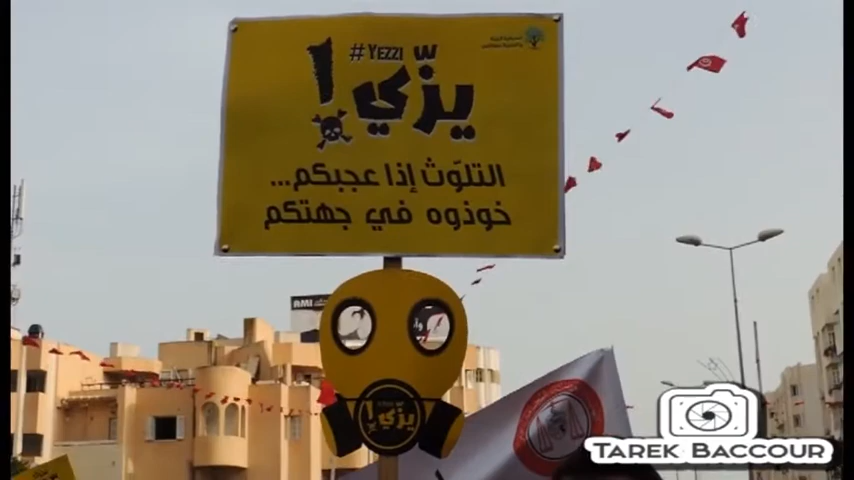 #YEZZI
يزّي!
التلوّث إذا عجبكم...
خوذوه في جهتكم
يزّي!
TAREK BACCOUR